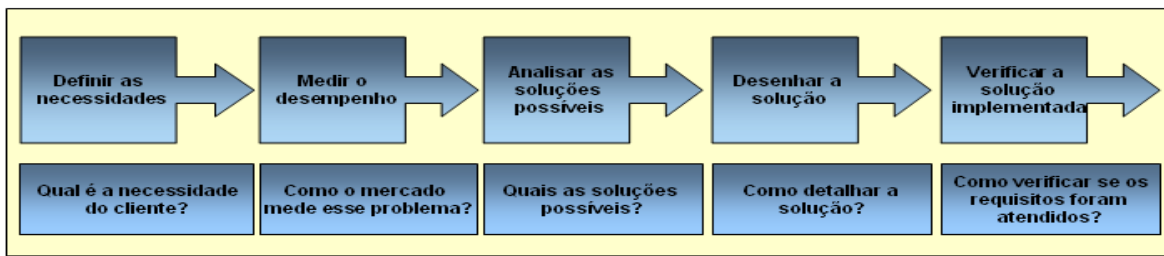 Definir as
necessidades
Medir o
desempenho
Analisar as
soluções
possíveis
Desenhar a
solução
Verificar a
solução
implementada
Qual é a necessidade
do cliente?
Como o mercado
mede esse problema?
Quais as soluções
possíveis?
Como detalhar a
solução?
Como verificar se os
requisitos foram
atendidos?